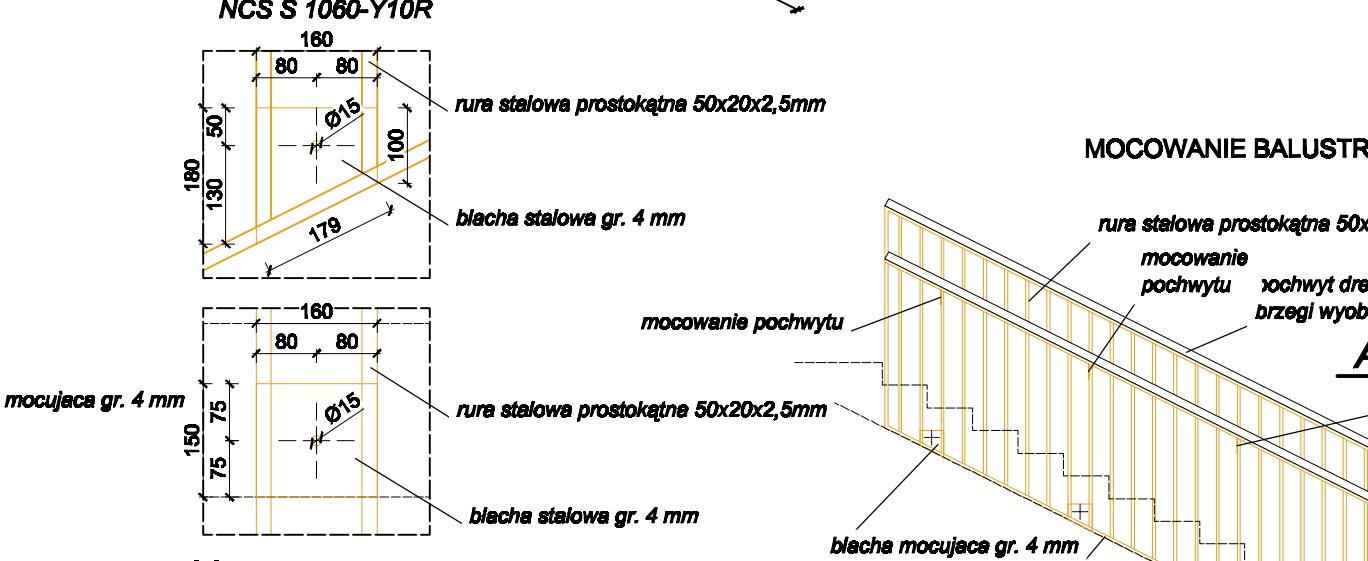 NCS S 1060-Y10R
160
80 80
rura stalowa prostokątna 50x20x2,5mm
Ø15
50
100
180
130
blacha stalowa gr. 4 mm
179
160
80 80
mocujaca gr. 4 mm
75
Ø15
rura stalowa prostokątna 50x20x2,5mm
150
75
blacha stalowa gr. 4 mm
MOCOWANIE BALUSTR
rura stalowa prostokątna 50x
mocowanie
pochwytu
pochwyt dre
brzegi wyob
mocowanie pochwytu
A
blacha mocujaca gr. 4 mm